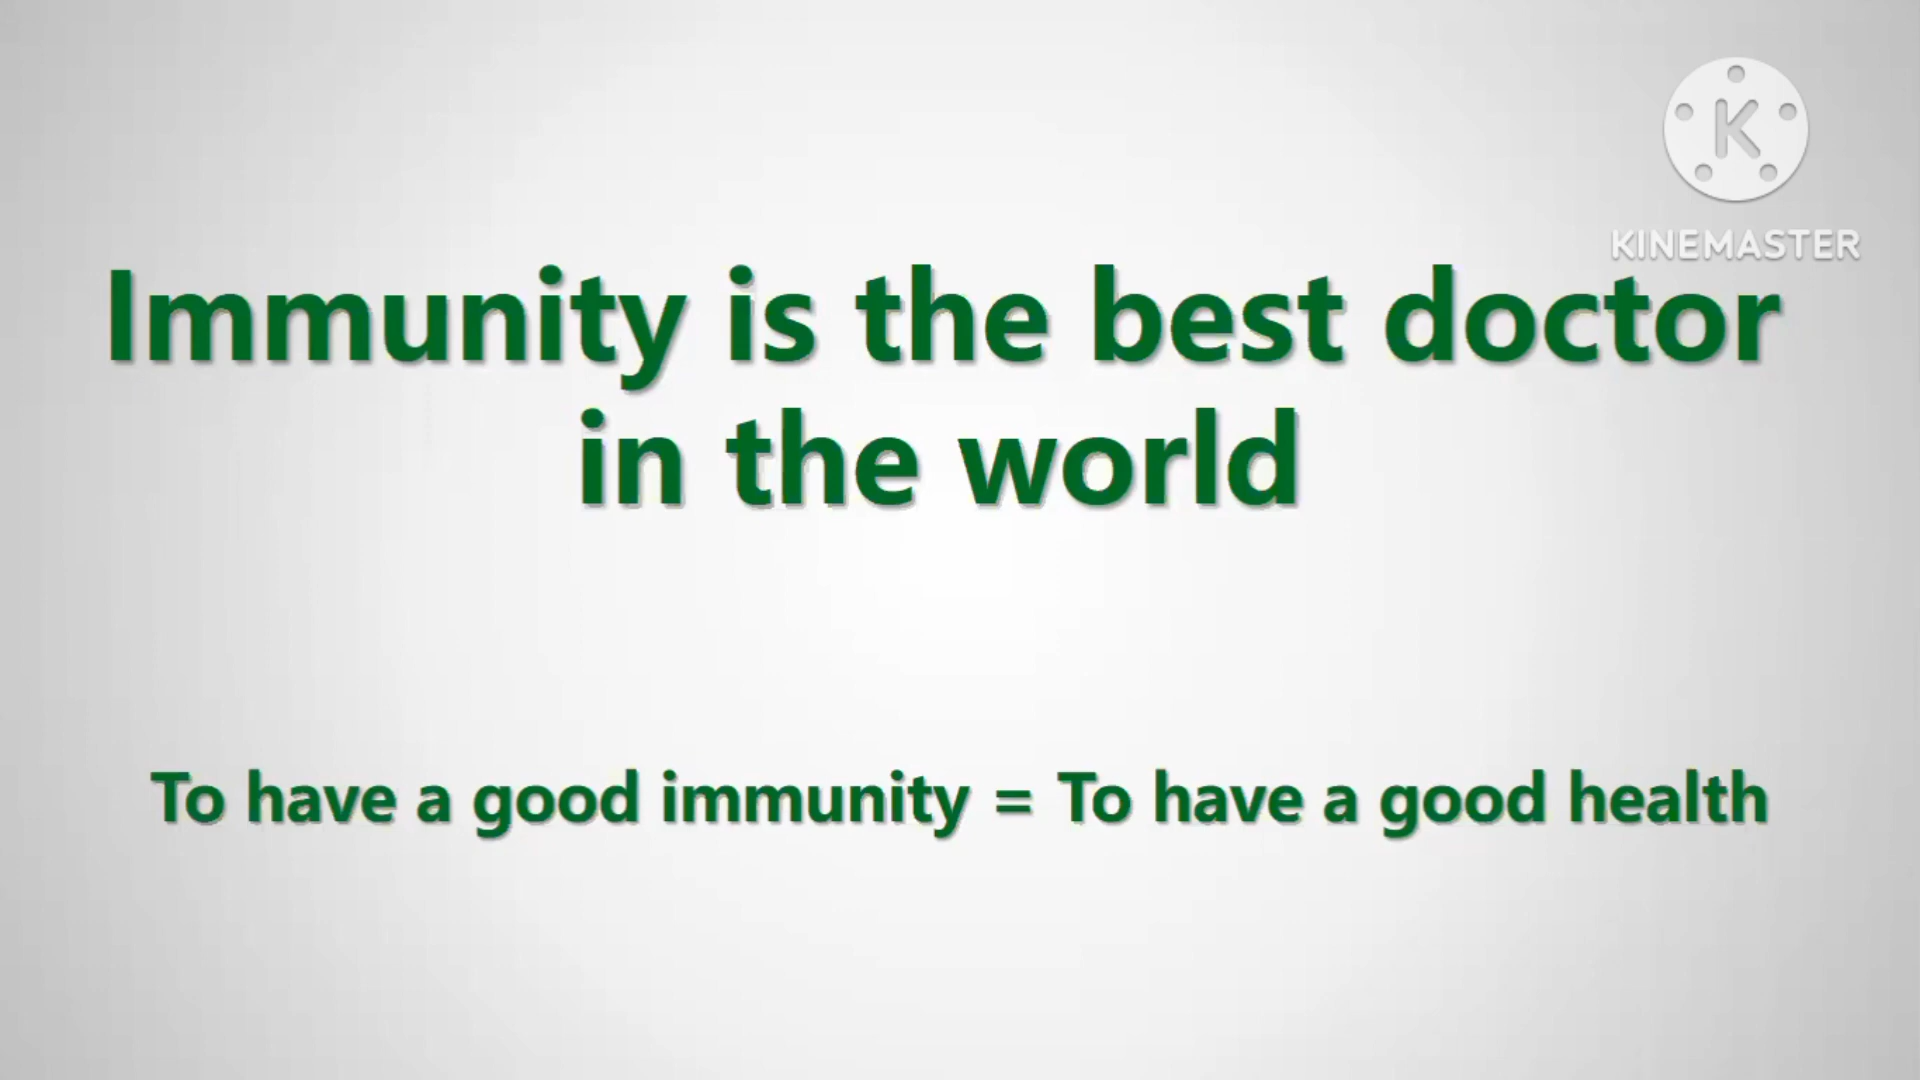 K
KINEMASTER
Immunity is the best doctor
in the world
To have a good immunity = To have a good health